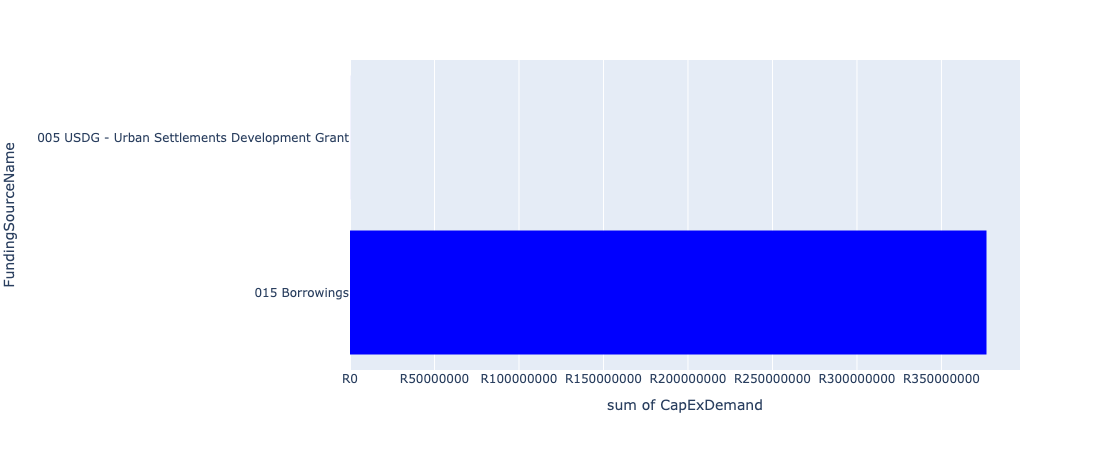 FundingSourceName
005 USDG - Urban Settlements Development Grant
015 Borrowings
R0 R50000000 R100000000 R150000000 R200000000 R250000000 R300000000 R350000000
sum of CapExDemand